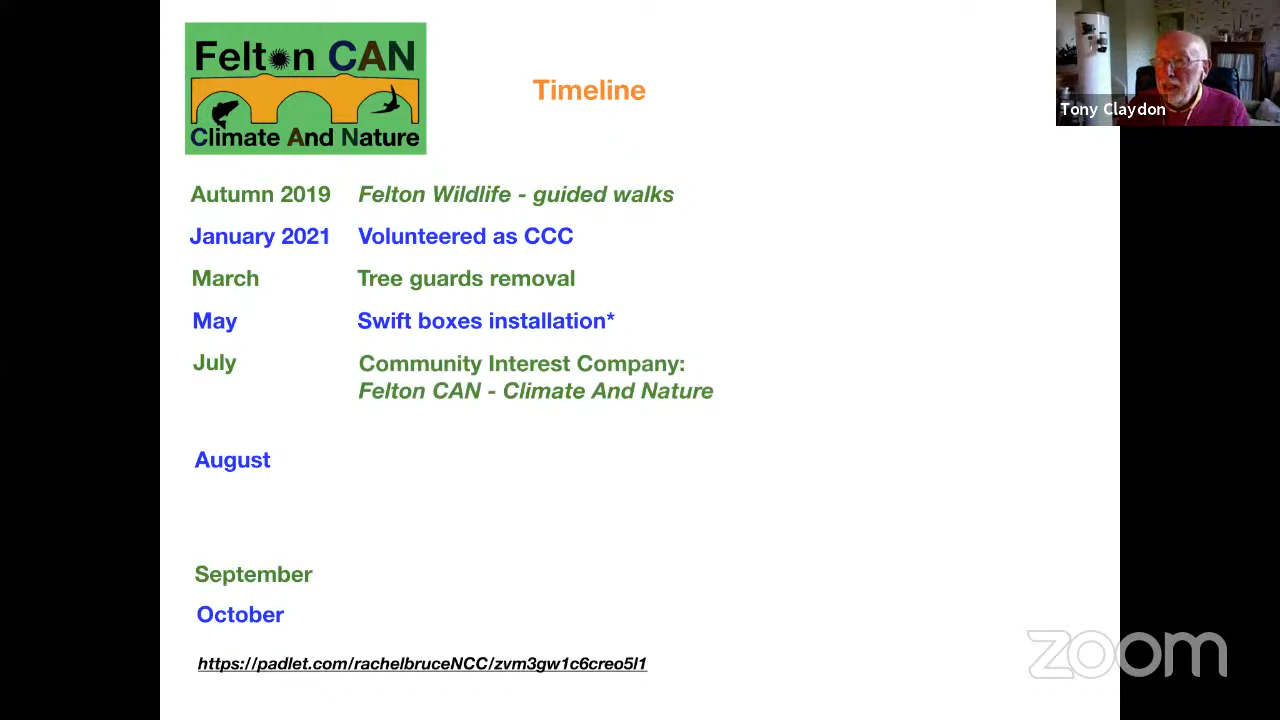 Felton CAN
Climate And Nature
Timeline
Tony Claydon
Autumn 2019 Felton Wildlife - guided walks
January 2021 Volunteered as CCC
March Tree guards removal
May Swift boxes installation*
July Community Interest Company:
Felton CAN - Climate And Nature
August
September
October
https://padlet.com/rachelbruceNCC/zvm3gw1c6creo5l1
zoom